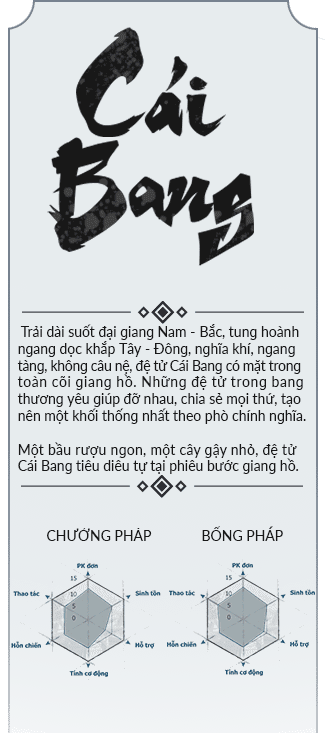 Cái
Bang
Trải dài suốt đại giang Nam - Bắc, tung hoành
ngang dọc khắp Tây - Đông, nghĩa khí, ngang
tàng, không câu nệ, đệ tử Cái Bang có mặt trong
toàn cõi giang hồ. Những đệ tử trong bang
thương yêu giúp đỡ nhau, chia sẻ mọi thứ, tạo
nên một khối thống nhất theo phò chính nghĩa.
Một bầu rượu ngon, một cây gậy nhỏ, đệ tử
Cái Bang tiêu diêu tự tại phiêu bước giang hồ.
CHƯỞNG PHÁP
BỔNG PHÁP
PK đơn
15
10
5
0
Thao tác
Sinh tồn
Hỗn chiến
Hỗ trợ
Tính cơ động
PK đơn
15
10
5
0
Thao tác
Sinh tồn
Hỗn chiến
Hỗ trợ
Tính cơ động